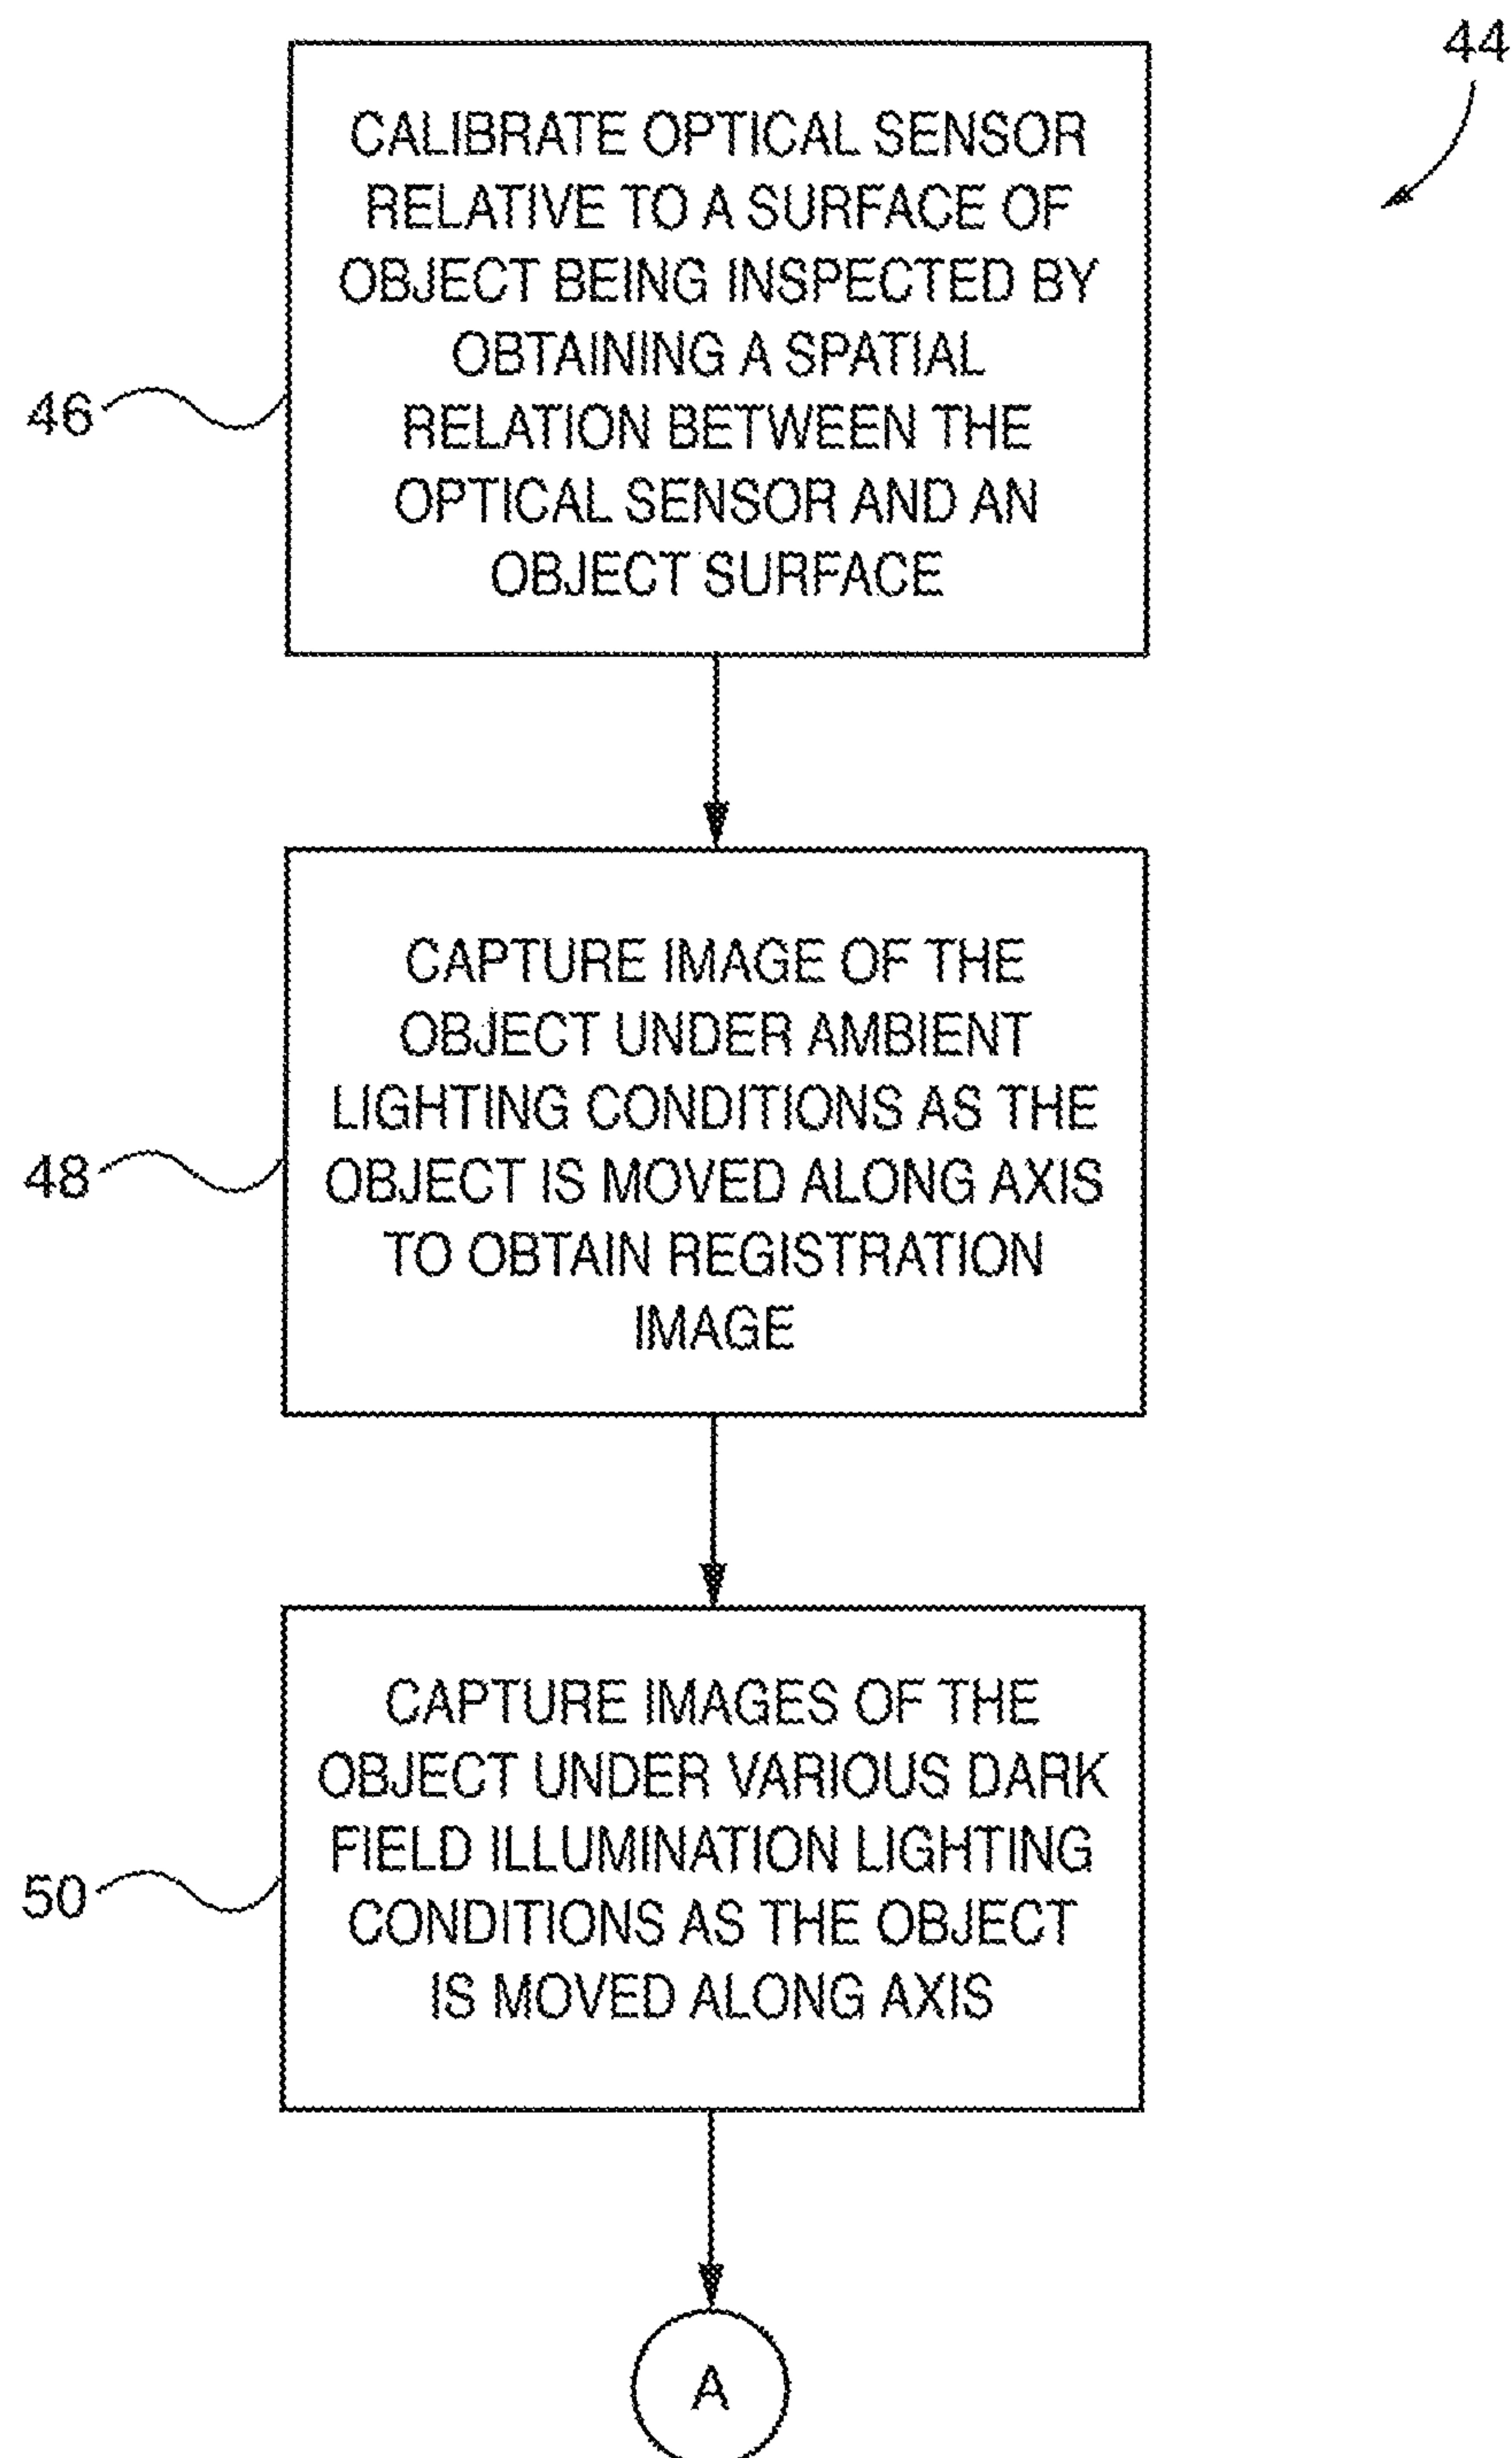 44
CALIBRATE OPTICAL SENSOR
RELATIVE TO A SURFACE OF
OBJECT BEING INSPECTED BY
OBTAINING A SPATIAL
RELATION BETWEEN THE
OPTICAL SENSOR AND AN
OBJECT SURFACE
46
CAPTURE IMAGE OF THE
OBJECT UNDER AMBIENT
LIGHTING CONDITIONS AS THE
OBJECT IS MOVED ALONG AXIS
TO OBTAIN REGISTRATION
IMAGE
48
CAPTURE IMAGES OF THE
OBJECT UNDER VARIOUS DARK
FIELD ILLUMINATION LIGHTING
CONDITIONS AS THE OBJECT
IS MOVED ALONG AXIS
50
A